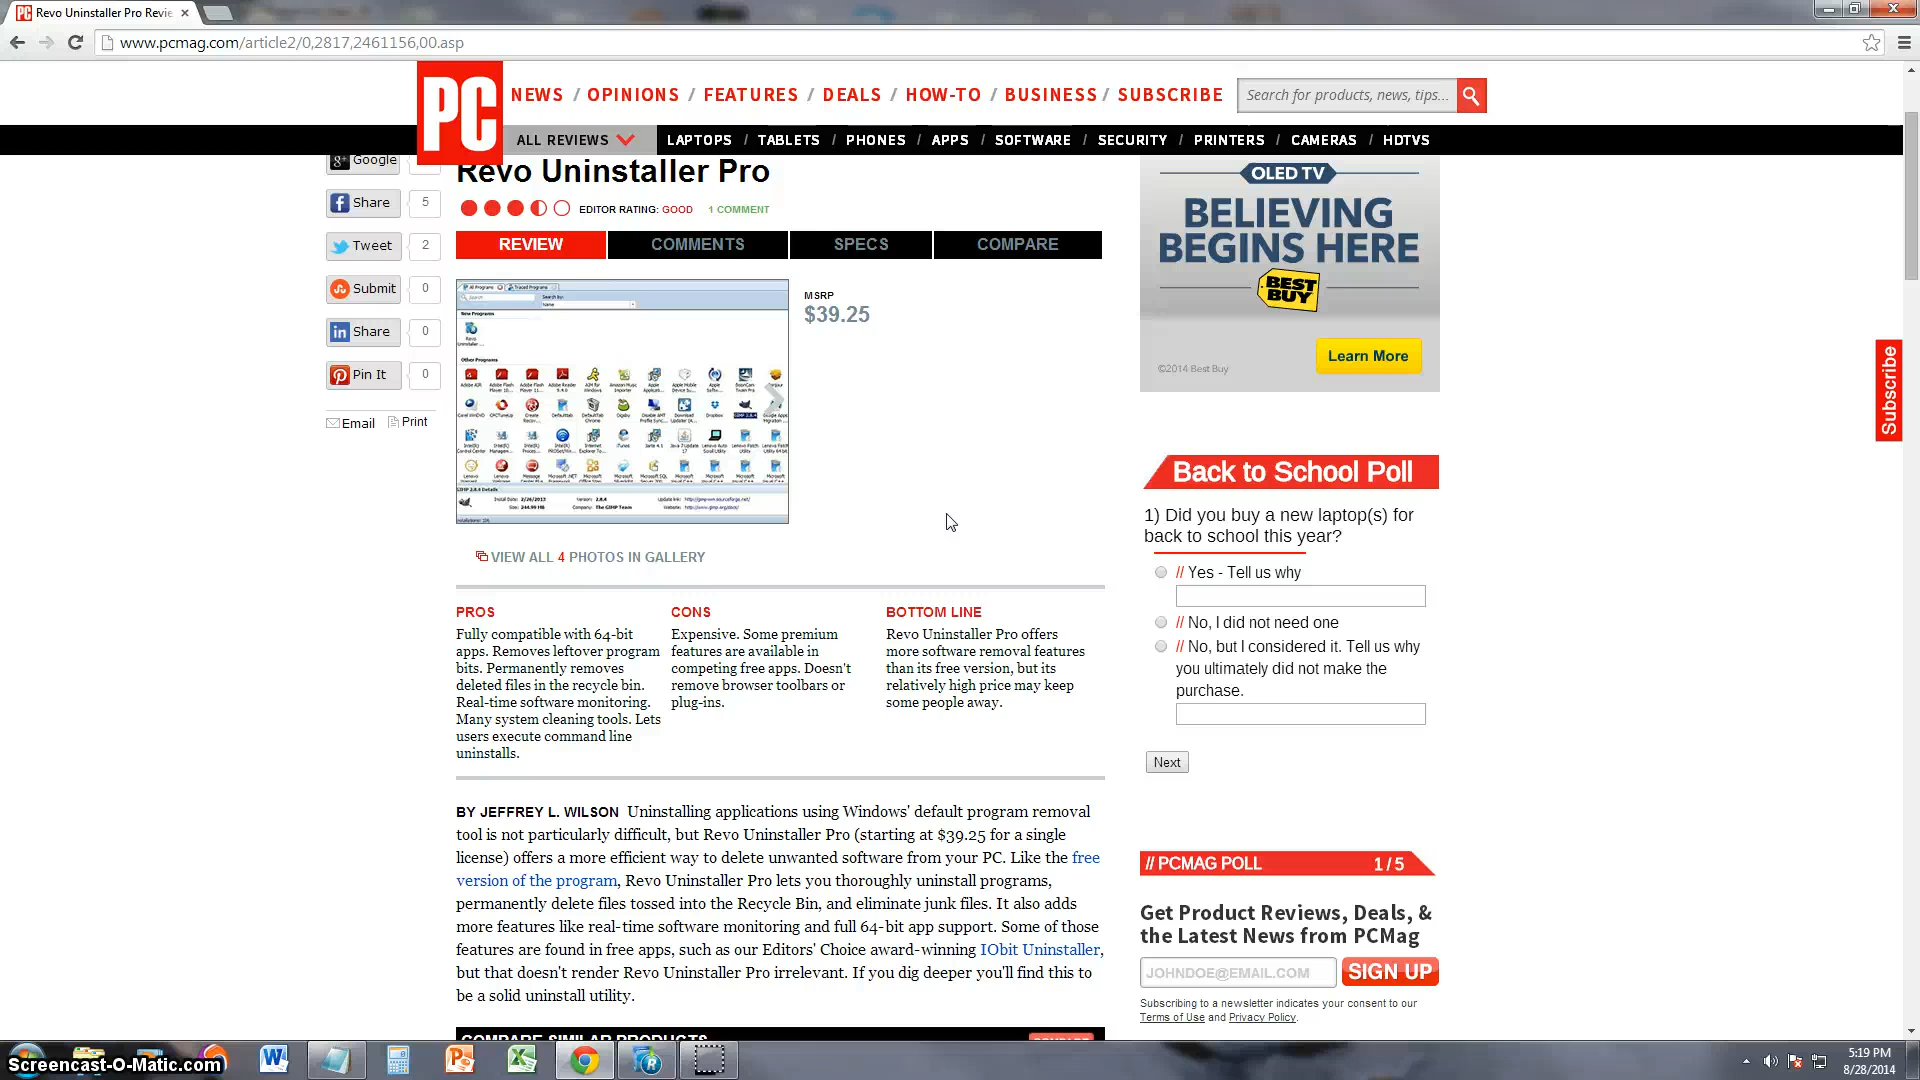 Revo Uninstaller Pro Revie
www.pcmag.com/article2/0,2817,2461156,00.asp
PC
NEWS / OPINIONS / FEATURES / DEALS / HOW-TO / BUSINESS / SUBSCRIBE
Search for products, news, tips...
ALL REVIEWS
LAPTOPS / TABLETS / PHONES / APPS / SOFTWARE / SECURITY / PRINTERS / CAMERAS / HDTVS
Google
Share 5
Tweet 2
Submit 0
Share 0
Pin It 0
Email Print
Revo Uninstaller Pro
EDITOR RATING: GOOD 1 COMMENT
REVIEW COMMENTS SPECS COMPARE
MSRP
$39.25
VIEW ALL 4 PHOTOS IN GALLERY
PROS
Fully compatible with 64-bit
apps. Removes leftover program
bits. Permanently removes
deleted files in the recycle bin.
Real-time software monitoring.
Many system cleaning tools. Lets
users execute command line
uninstalls.
CONS
Expensive. Some premium
features are available in
competing free apps. Doesn't
remove browser toolbars or
plug-ins.
BOTTOM LINE
Revo Uninstaller Pro offers
more software removal features
than its free version, but its
relatively high price may keep
some people away.
BY JEFFREY L. WILSON Uninstalling applications using Windows' default program removal
tool is not particularly difficult, but Revo Uninstaller Pro (starting at $39.25 for a single
license) offers a more efficient way to delete unwanted software from your PC. Like the free
version of the program, Revo Uninstaller Pro lets you thoroughly uninstall programs,
permanently delete files tossed into the Recycle Bin, and eliminate junk files. It also adds
more features like real-time software monitoring and full 64-bit app support. Some of those
features are found in free apps, such as our Editors' Choice award-winning IObit Uninstaller,
but that doesn't render Revo Uninstaller Pro irrelevant. If you dig deeper you'll find this to
be a solid uninstall utility.
COMPARE SIMILAR PRODUCTS
OLED TV
BELIEVING
BEGINS HERE
BEST
BUY
Learn More
©2014 Best Buy
Subscribe
Back to School Poll
1) Did you buy a new laptop(s) for
back to school this year?
// Yes - Tell us why
// No, I did not need one
// No, but I considered it. Tell us why
you ultimately did not make the
purchase.
Next
// PCMAG POLL 1 / 5
Get Product Reviews, Deals, &
the Latest News from PCMag
JOHNDOE@EMAIL.COM
SIGN UP
Subscribing to a newsletter indicates your consent to our
Terms of Use and Privacy Policy.
Screencast-O-Matic.com
5:19 PM
8/28/2014